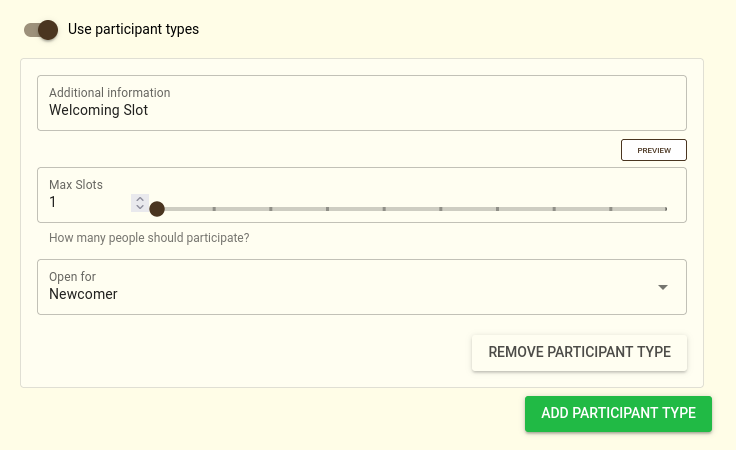 Use participant types
Additional information
Welcoming Slot
PREVIEW
Max Slots
1
How many people should participate?
Open for
Newcomer
REMOVE PARTICIPANT TYPE
ADD PARTICIPANT TYPE